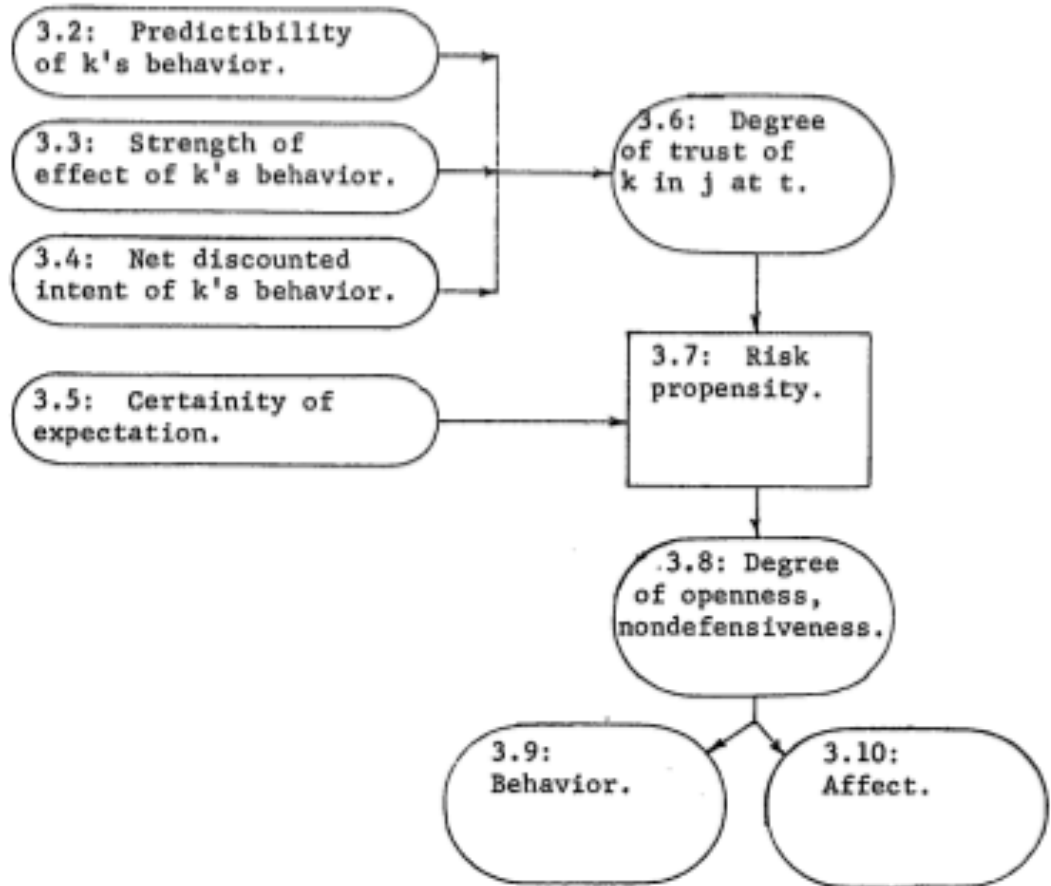 3.2: Predictibility
of k's behavior.
3.3: Strength of
effect of k's behavior.
3.4: Net discounted
intent of k's behavior.
3.5: Certainity of
expectation.
3.6: Degree
of trust of
k in j at t.
3.7: Risk
propensity.
3.8: Degree
of openness,
nondefensiveness.
3.9:
Behavior.
3.10:
Affect.